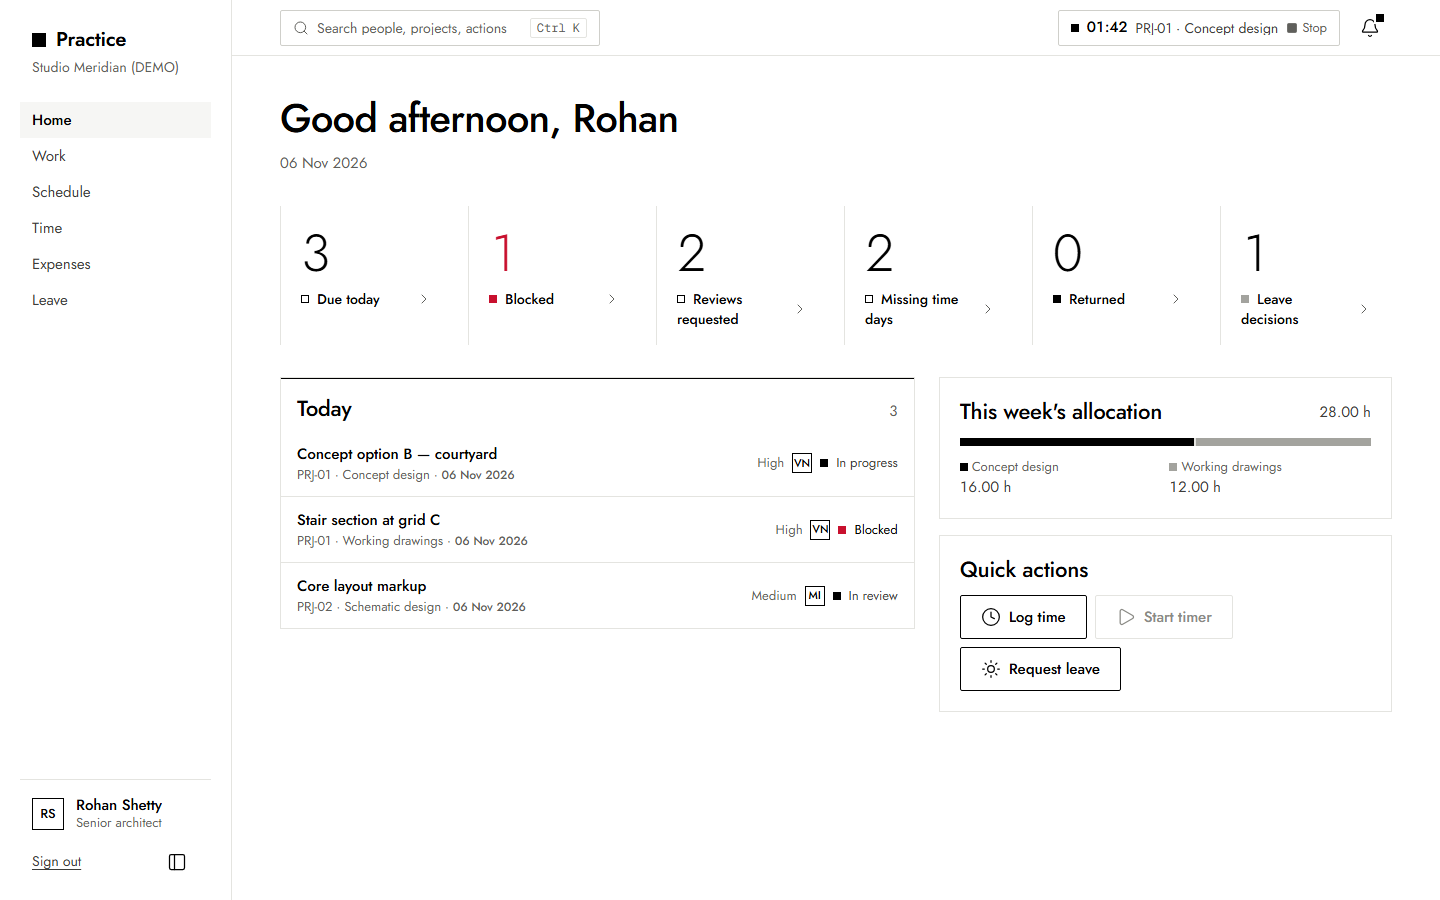 Practice
Studio Meridian (DEMO)
Home
Work
Schedule
Time
Expenses
Leave
Rohan Shetty
RS
Senior architect
Sign out
Search people, projects, actions Ctrl K
01:42 PRJ-01 · Concept design Stop
Good afternoon, Rohan
06 Nov 2026
3
Due today
1
Blocked
2
Reviews
requested
2
Missing time
days
0
Returned
1
Leave
decisions
Today 3
Concept option B — courtyard
PRJ-01 · Concept design · 06 Nov 2026
High VN In progress
Stair section at grid C
PRJ-01 · Working drawings · 06 Nov 2026
High VN Blocked
Core layout markup
PRJ-02 · Schematic design · 06 Nov 2026
Medium MI In review
This week's allocation 28.00 h
Concept design
16.00 h
Working drawings
12.00 h
Quick actions
Log time
Start timer
Request leave